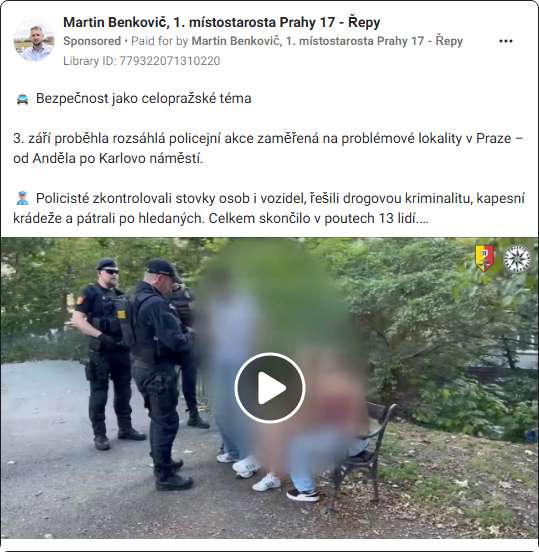 Martin Benkovič, 1. místostarosta Prahy 17 - Řepy
Sponsored • Paid for by Martin Benkovič, 1. místostarosta Prahy 17 - Řepy
Library ID: 779322071310220
🚔 Bezpečnost jako celopražské téma
3. září proběhla rozsáhlá policejní akce zaměřená na problémové lokality v Praze –
od Anděla po Karlovo náměstí.
👮 Policisté zkontrolovali stovky osob i vozidel, řešili drogovou kriminalitu, kapesní
krádeže a pátrali po hledaných. Celkem skončilo v poutech 13 lidí....